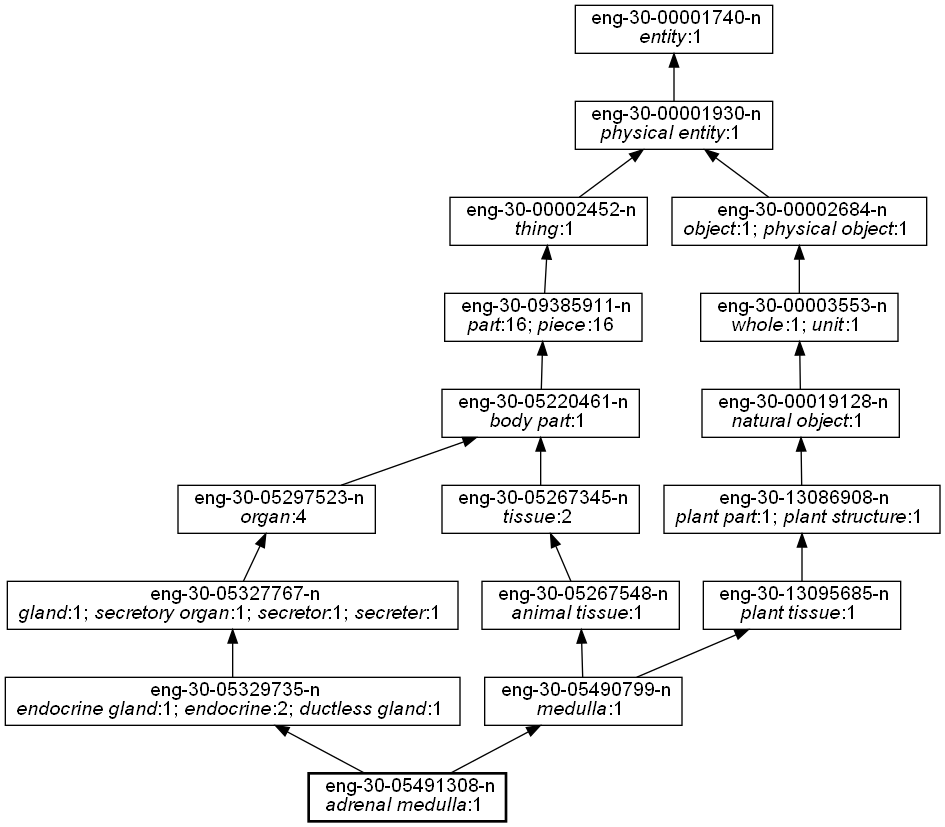 eng-30-00001740-n
entity:1
eng-30-00001930-n
physical entity:1
eng-30-00002452-n
thing:1
eng-30-00002684-n
object:1; physical object:1
eng-30-09385911-n
part:16; piece:16
eng-30-00003553-n
whole:1; unit:1
eng-30-05220461-n
body part:1
eng-30-00019128-n
natural object:1
eng-30-05297523-n
organ:4
eng-30-05267345-n
tissue:2
eng-30-13086908-n
plant part:1; plant structure:1
eng-30-05327767-n
gland:1; secretory organ:1; secretor:1; secreter:1
eng-30-05267548-n
animal tissue:1
eng-30-13095685-n
plant tissue:1
eng-30-05329735-n
endocrine gland:1; endocrine:2; ductless gland:1
eng-30-05490799-n
medulla:1
eng-30-05491308-n
adrenal medulla:1